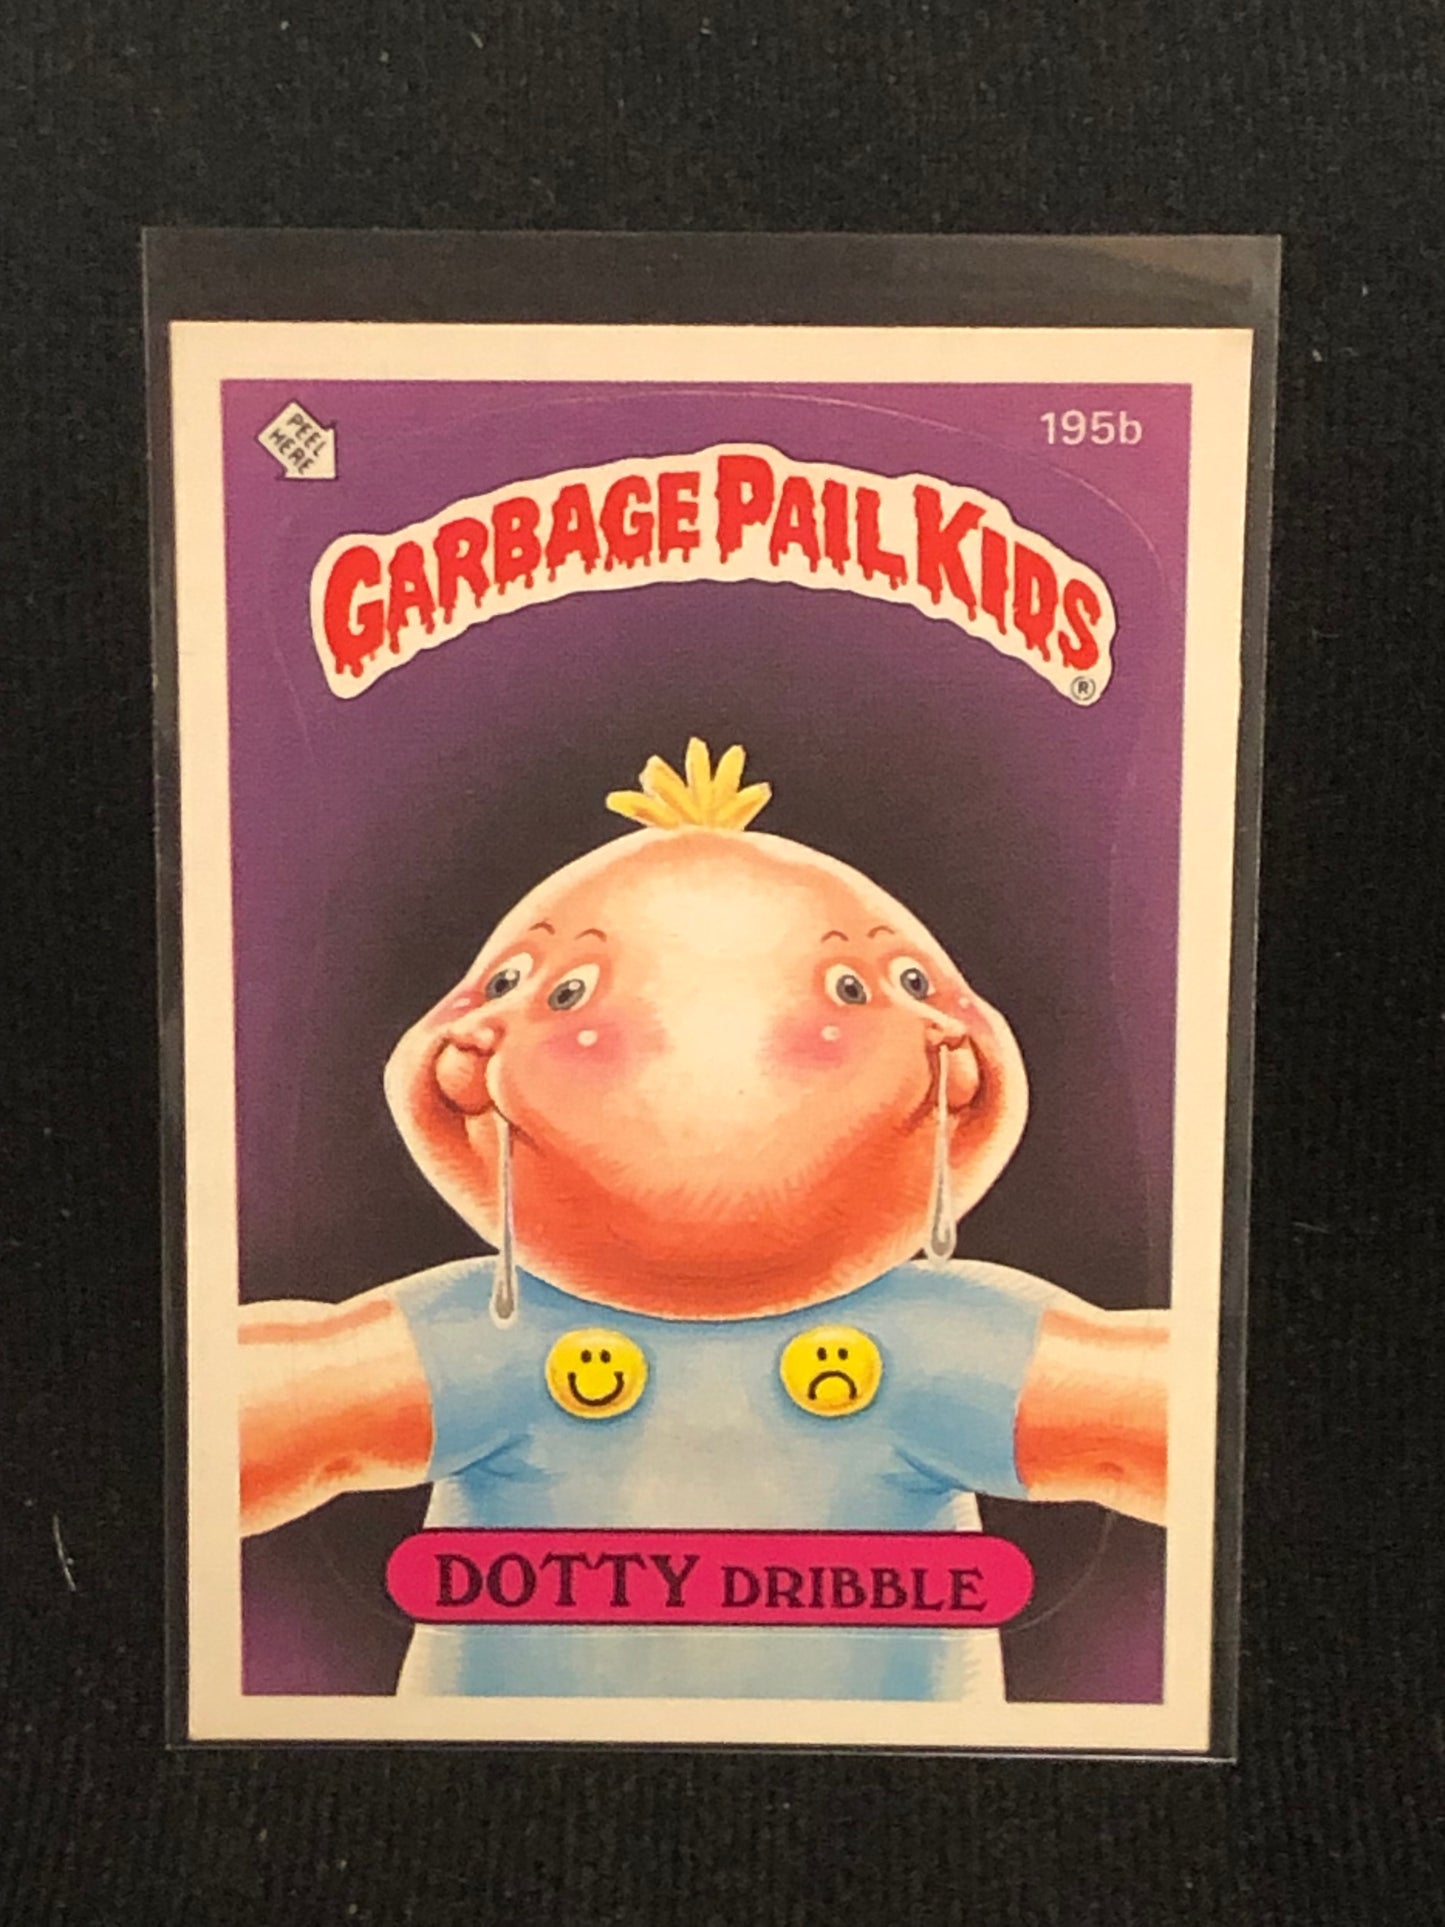 PEEL
HERE
195b
GARBAGE PAIL KIDS
®
DOTTY DRIBBLE